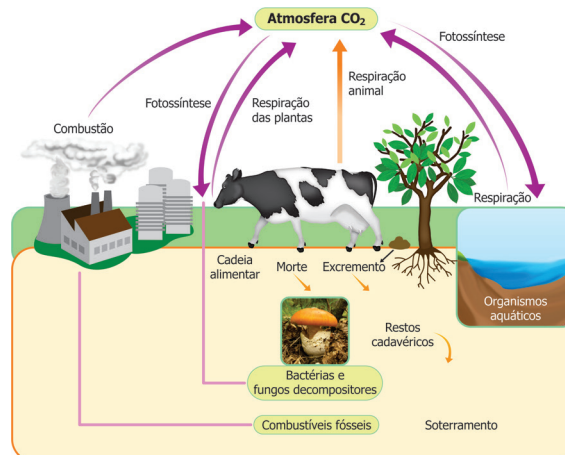 Atmosfera CO₂
Fotossíntese
Respiração
animal
Fotossíntese
Respiração
das plantas
Combustão
Respiração
Cadeia
alimentar
Morte
Excremento
Organismos
aquáticos
Restos
cadavéricos
Bactérias e
fungos decompositores
Combustíveis fósseis
Soterramento